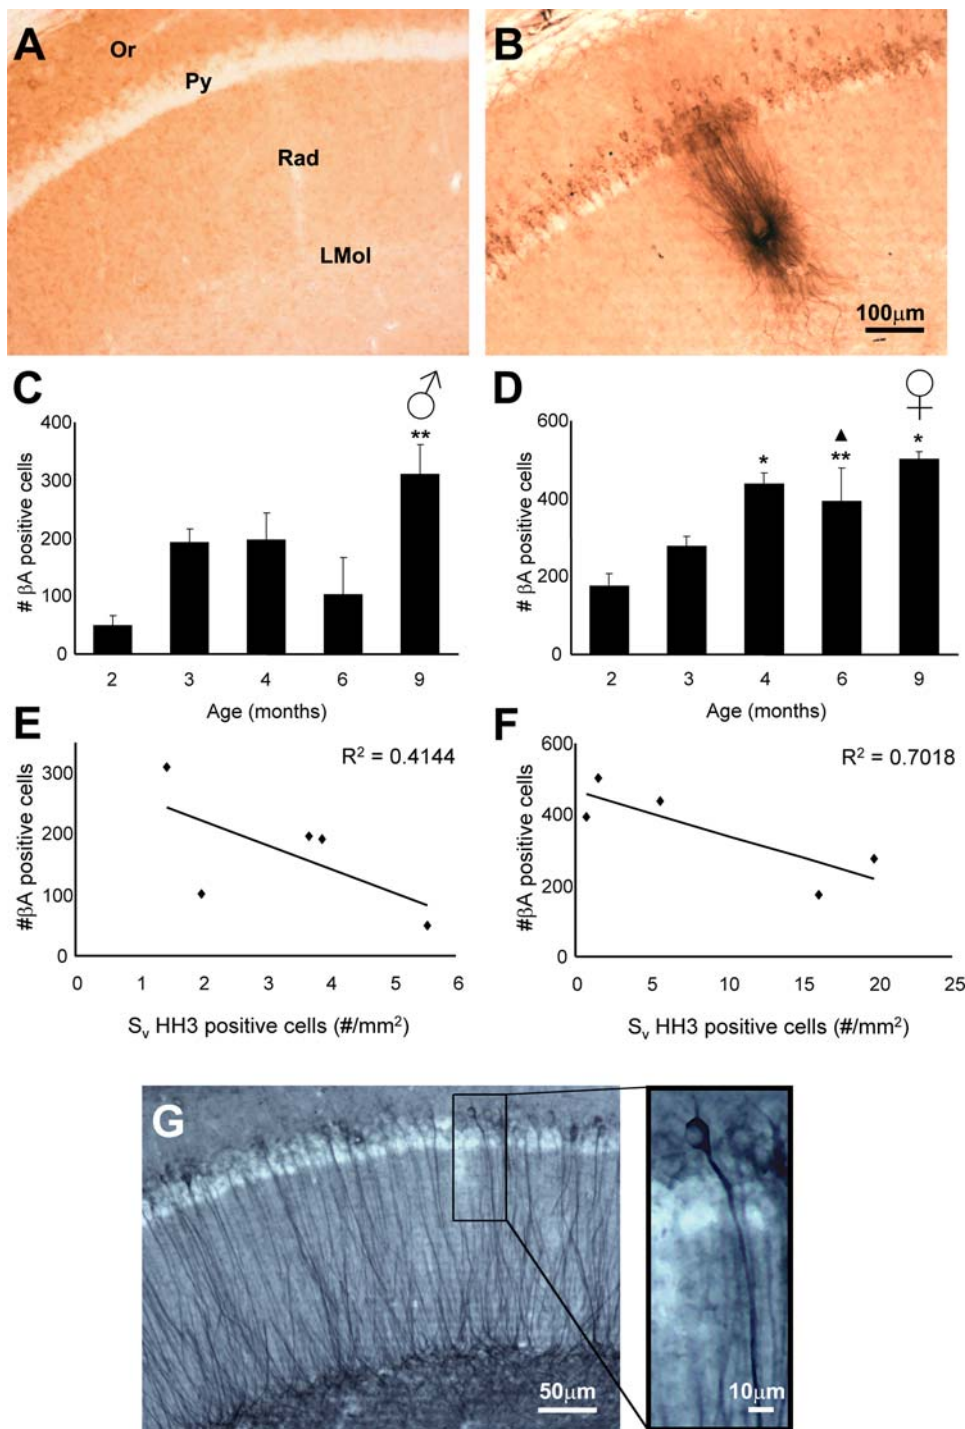 A
Or
Py
Rad
LMol
B
100μm
C
♂
400
300
200
100
0
**
# βA positive cells
2 3 4 6 9
Age (months)
D
♀
600
400
200
0
*
▲
**
*
# βA positive cells
2 3 4 6 9
Age (months)
E
R² = 0.4144
300
200
100
0
#βA positive cells
0 1 2 3 4 5 6
Sᵥ HH3 positive cells (#/mm²)
F
R² = 0.7018
600
400
200
0
#βA positive cells
0 5 10 15 20 25
Sᵥ HH3 positive cells (#/mm²)
G
50μm
10μm